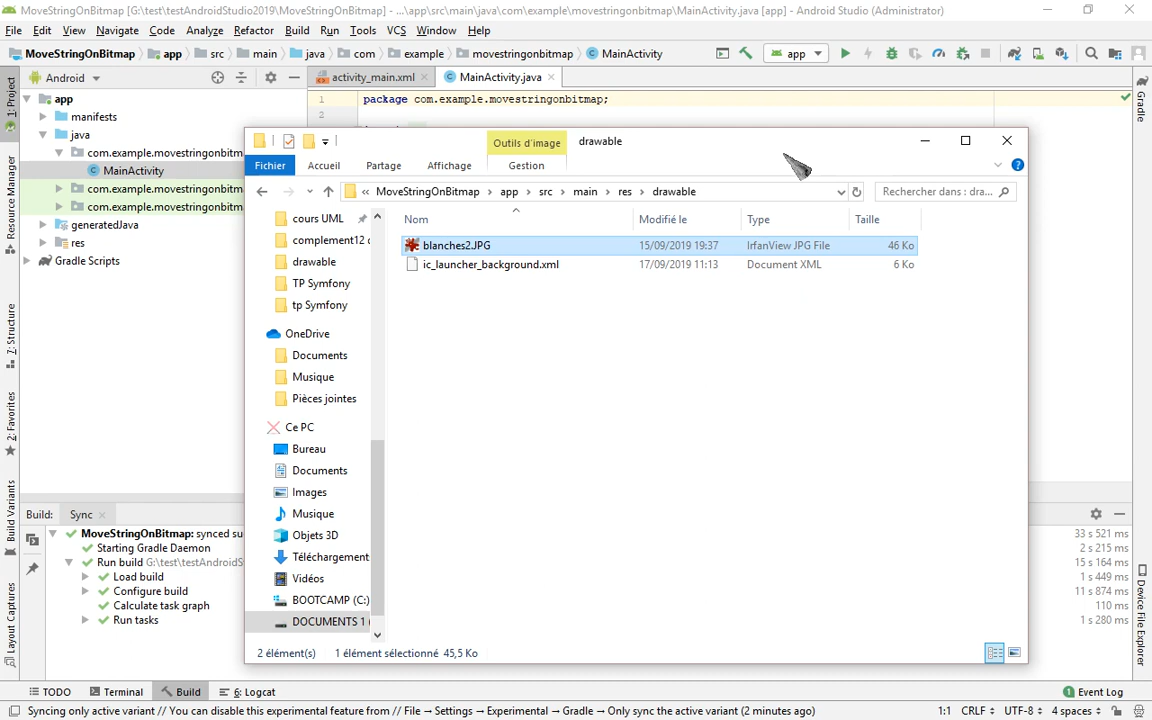 MoveStringOnBitmap [G:\test\testAndroidStudio2019\MoveStringOnBitmap] - ...\app\src\main\java\com\example\movestringonbitmap\MainActivity.java [app] - Android Studio (Administrator)
File Edit View Navigate Code Analyze Refactor Build Run Tools VCS Window Help
MoveStringOnBitmap app src main java com example movestringonbitmap MainActivity app
Android activity_main.xml MainActivity.java
1: Project
Resource Manager
Z: Structure
2: Favorites
Build Variants
Layout Captures
app
manifests
java
com.example.movestringonbitm
MainActivity
com.example.movestringonbitm
com.example.movestringonbitm
generatedJava
res
Gradle Scripts
1 package com.example.movestringonbitmap;
2
Gradle
Device File Explorer
Outils d'image drawable
Fichier Accueil Partage Affichage Gestion
« MoveStringOnBitmap app src main res drawable Rechercher dans : dra...
Nom Modifié le Type Taille
blanches2.JPG 15/09/2019 19:37 IrfanView JPG File 46 Ko
ic_launcher_background.xml 17/09/2019 11:13 Document XML 6 Ko
cours UML
complement12 c
drawable
TP Symfony
tp Symfony
OneDrive
Documents
Musique
Pièces jointes
Ce PC
Bureau
Documents
Images
Musique
Objets 3D
Téléchargement
Vidéos
BOOTCAMP (C:)
DOCUMENTS 1 (
2 élément(s) 1 élément sélectionné 45,5 Ko
Build: Sync
MoveStringOnBitmap: synced su 33 s 521 ms
Starting Gradle Daemon 2 s 215 ms
Run build G:\test\testAndroidS 15 s 164 ms
Load build 1 s 449 ms
Configure build 11 s 874 ms
Calculate task graph 110 ms
Run tasks 1 s 280 ms
TODO Terminal Build 6: Logcat 1 Event Log
Syncing only active variant // You can disable this experimental feature from // File → Settings → Experimental → Gradle → Only sync the active variant (2 minutes ago) 1:1 CRLF UTF-8 4 spaces